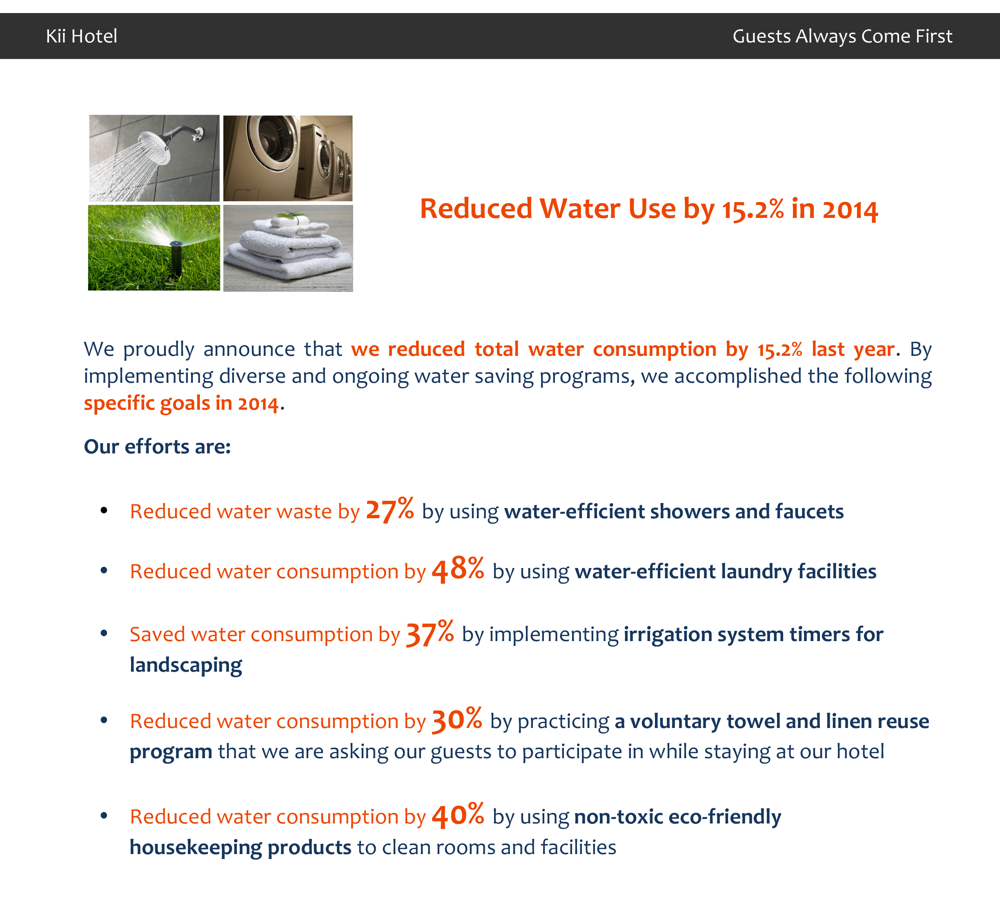 Kii Hotel
Guests Always Come First
Reduced Water Use by 15.2% in 2014
We proudly announce that we reduced total water consumption by 15.2% last year. By
implementing diverse and ongoing water saving programs, we accomplished the following
specific goals in 2014.
Our efforts are:
• Reduced water waste by 27% by using water-efficient showers and faucets
• Reduced water consumption by 48% by using water-efficient laundry facilities
• Saved water consumption by 37% by implementing irrigation system timers for
landscaping
• Reduced water consumption by 30% by practicing a voluntary towel and linen reuse
program that we are asking our guests to participate in while staying at our hotel
• Reduced water consumption by 40% by using non-toxic eco-friendly
housekeeping products to clean rooms and facilities